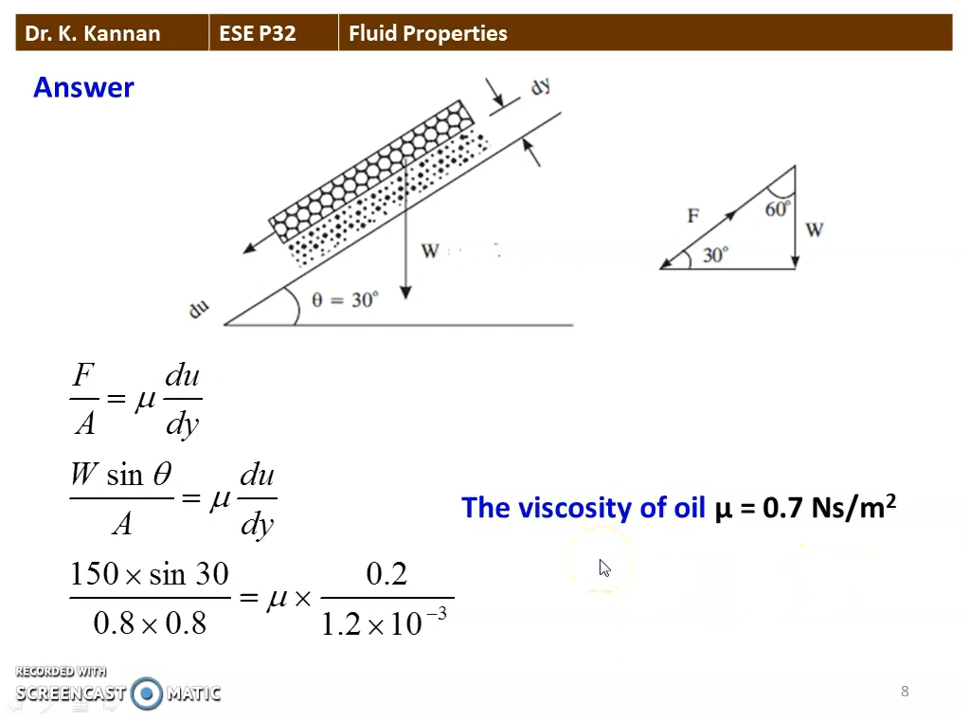 Dr. K. Kannan ESE P32 Fluid Properties
Answer
dy
F
60°
W
30°
W
du
θ = 30°
F/A = μ du/dy
W sin θ/A = μ du/dy
The viscosity of oil μ = 0.7 Ns/m²
150 × sin 30/0.8 × 0.8 = μ × 0.2/1.2 × 10⁻³
RECORDED WITH
SCREENCAST MATIC
8